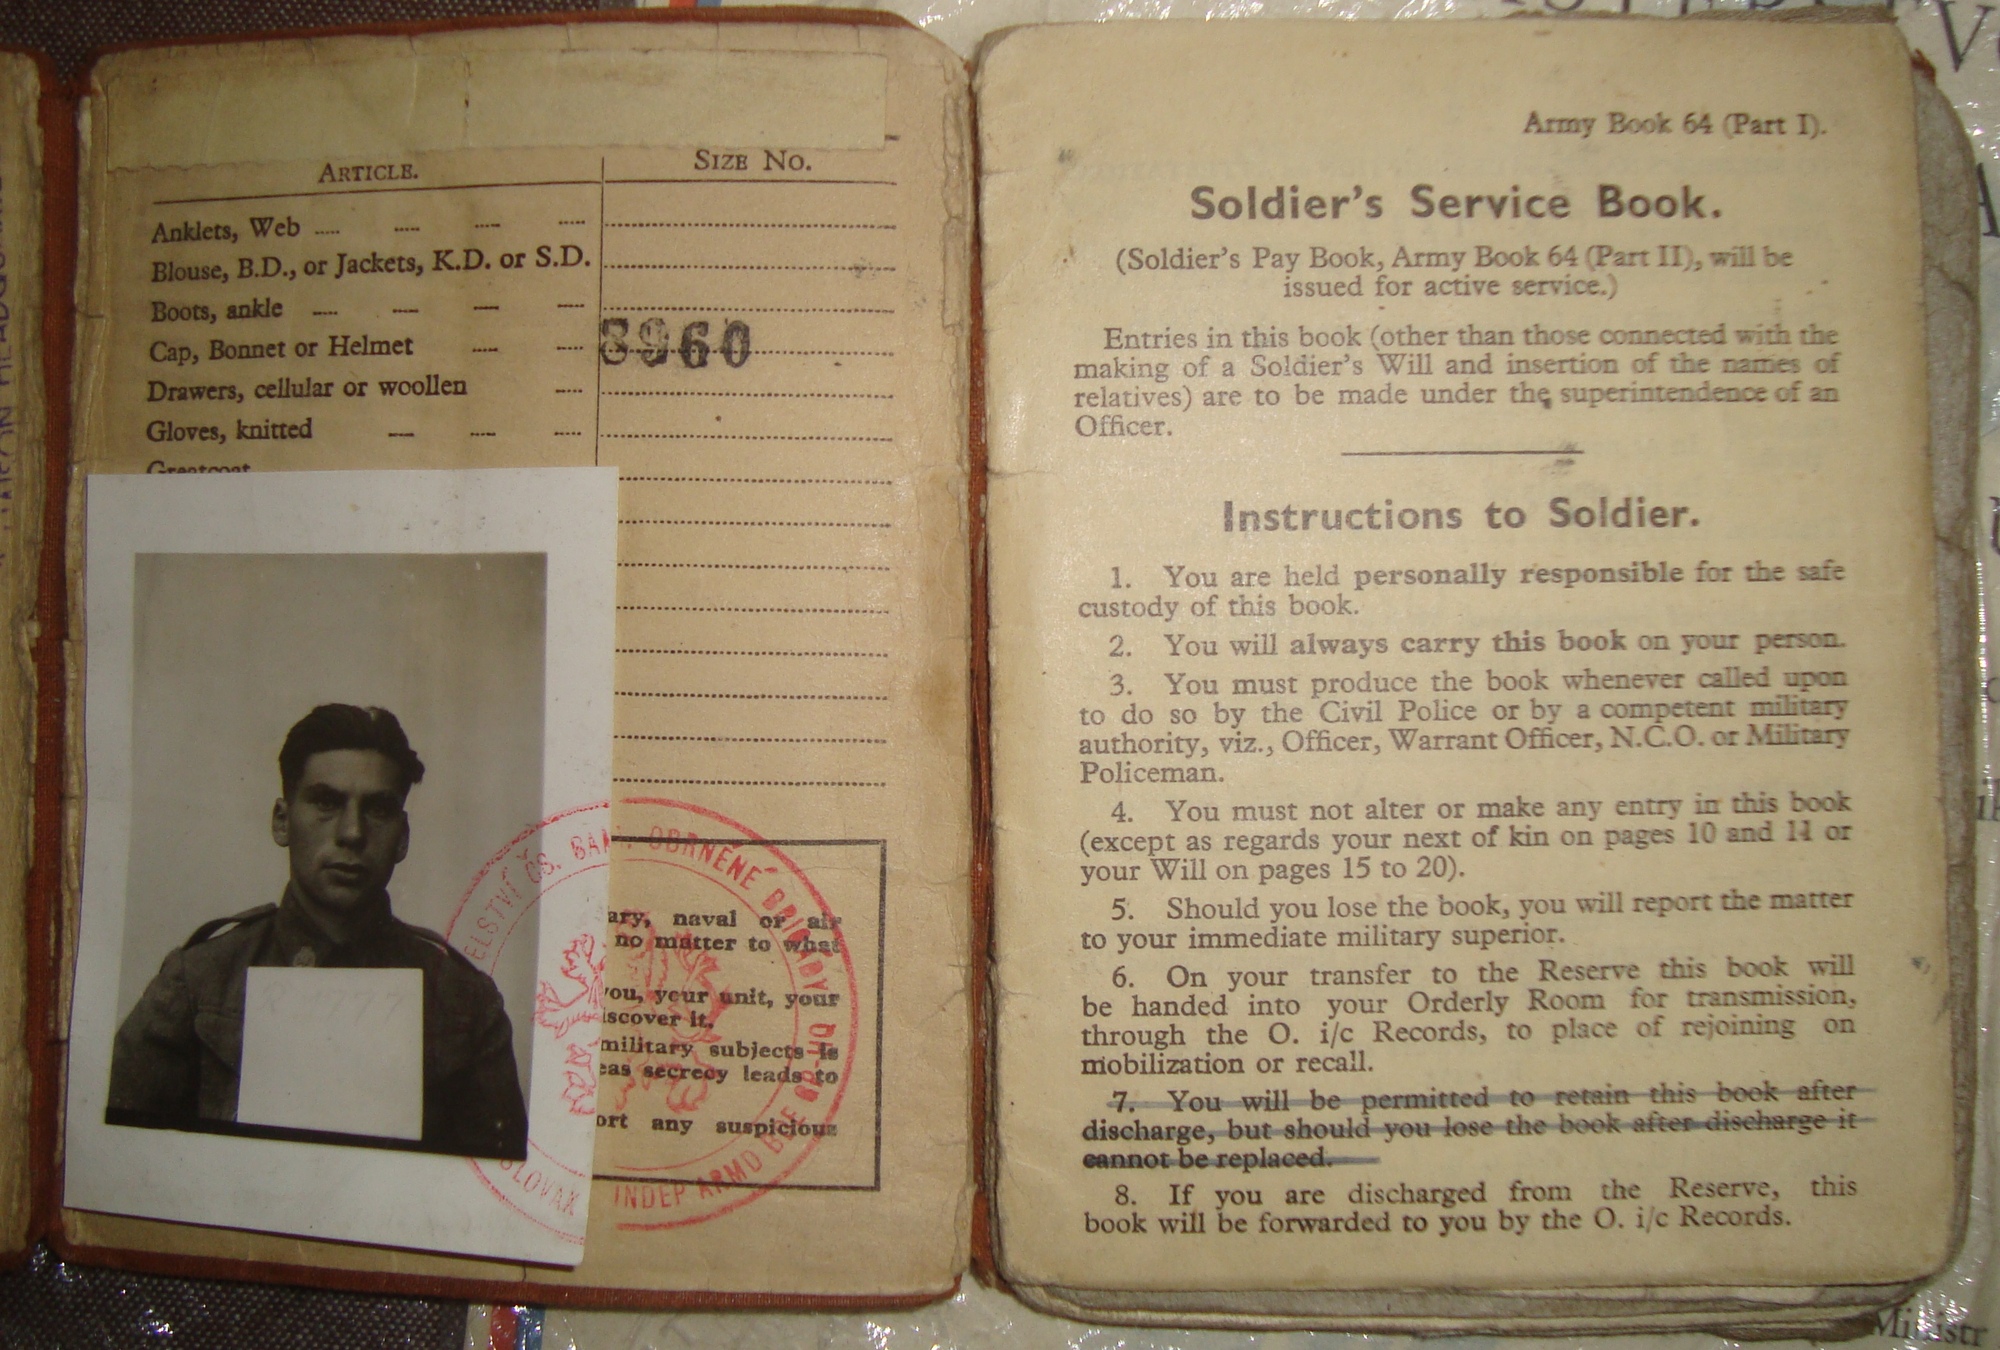 ARTICLE.
SIZE NO.
Anklets, Web
Blouse, B.D., or Jackets, K.D. or S.D.
Boots, ankle
Cap, Bonnet or Helmet
8960
Drawers, cellular or woollen
Gloves, knitted
Greatcoat
ELSTVÍ ČS. SAM. OBRNĚNÉ BRIGÁDY
SLOVAK INDEP ARMD BDE
ary, naval or air
no matter to what
you, your unit, your
iscover it.
military subjects is
eas secrecy leads to
ort any suspicious
Army Book 64 (Part I).
Soldier's Service Book.
(Soldier's Pay Book, Army Book 64 (Part II), will be
issued for active service.)
Entries in this book (other than those connected with the
making of a Soldier's Will and insertion of the names of
relatives) are to be made under the superintendence of an
Officer.
Instructions to Soldier.
1. You are held personally responsible for the safe
custody of this book.
2. You will always carry this book on your person.
3. You must produce the book whenever called upon
to do so by the Civil Police or by a competent military
authority, viz., Officer, Warrant Officer, N.C.O. or Military
Policeman.
4. You must not alter or make any entry in this book
(except as regards your next of kin on pages 10 and 11 or
your Will on pages 15 to 20).
5. Should you lose the book, you will report the matter
to your immediate military superior.
6. On your transfer to the Reserve this book will
be handed into your Orderly Room for transmission,
through the O. i/c Records, to place of rejoining on
mobilization or recall.
7. You will be permitted to retain this book after
discharge, but should you lose the book after discharge it
cannot be replaced.
8. If you are discharged from the Reserve, this
book will be forwarded to you by the O. i/c Records.
Ministr